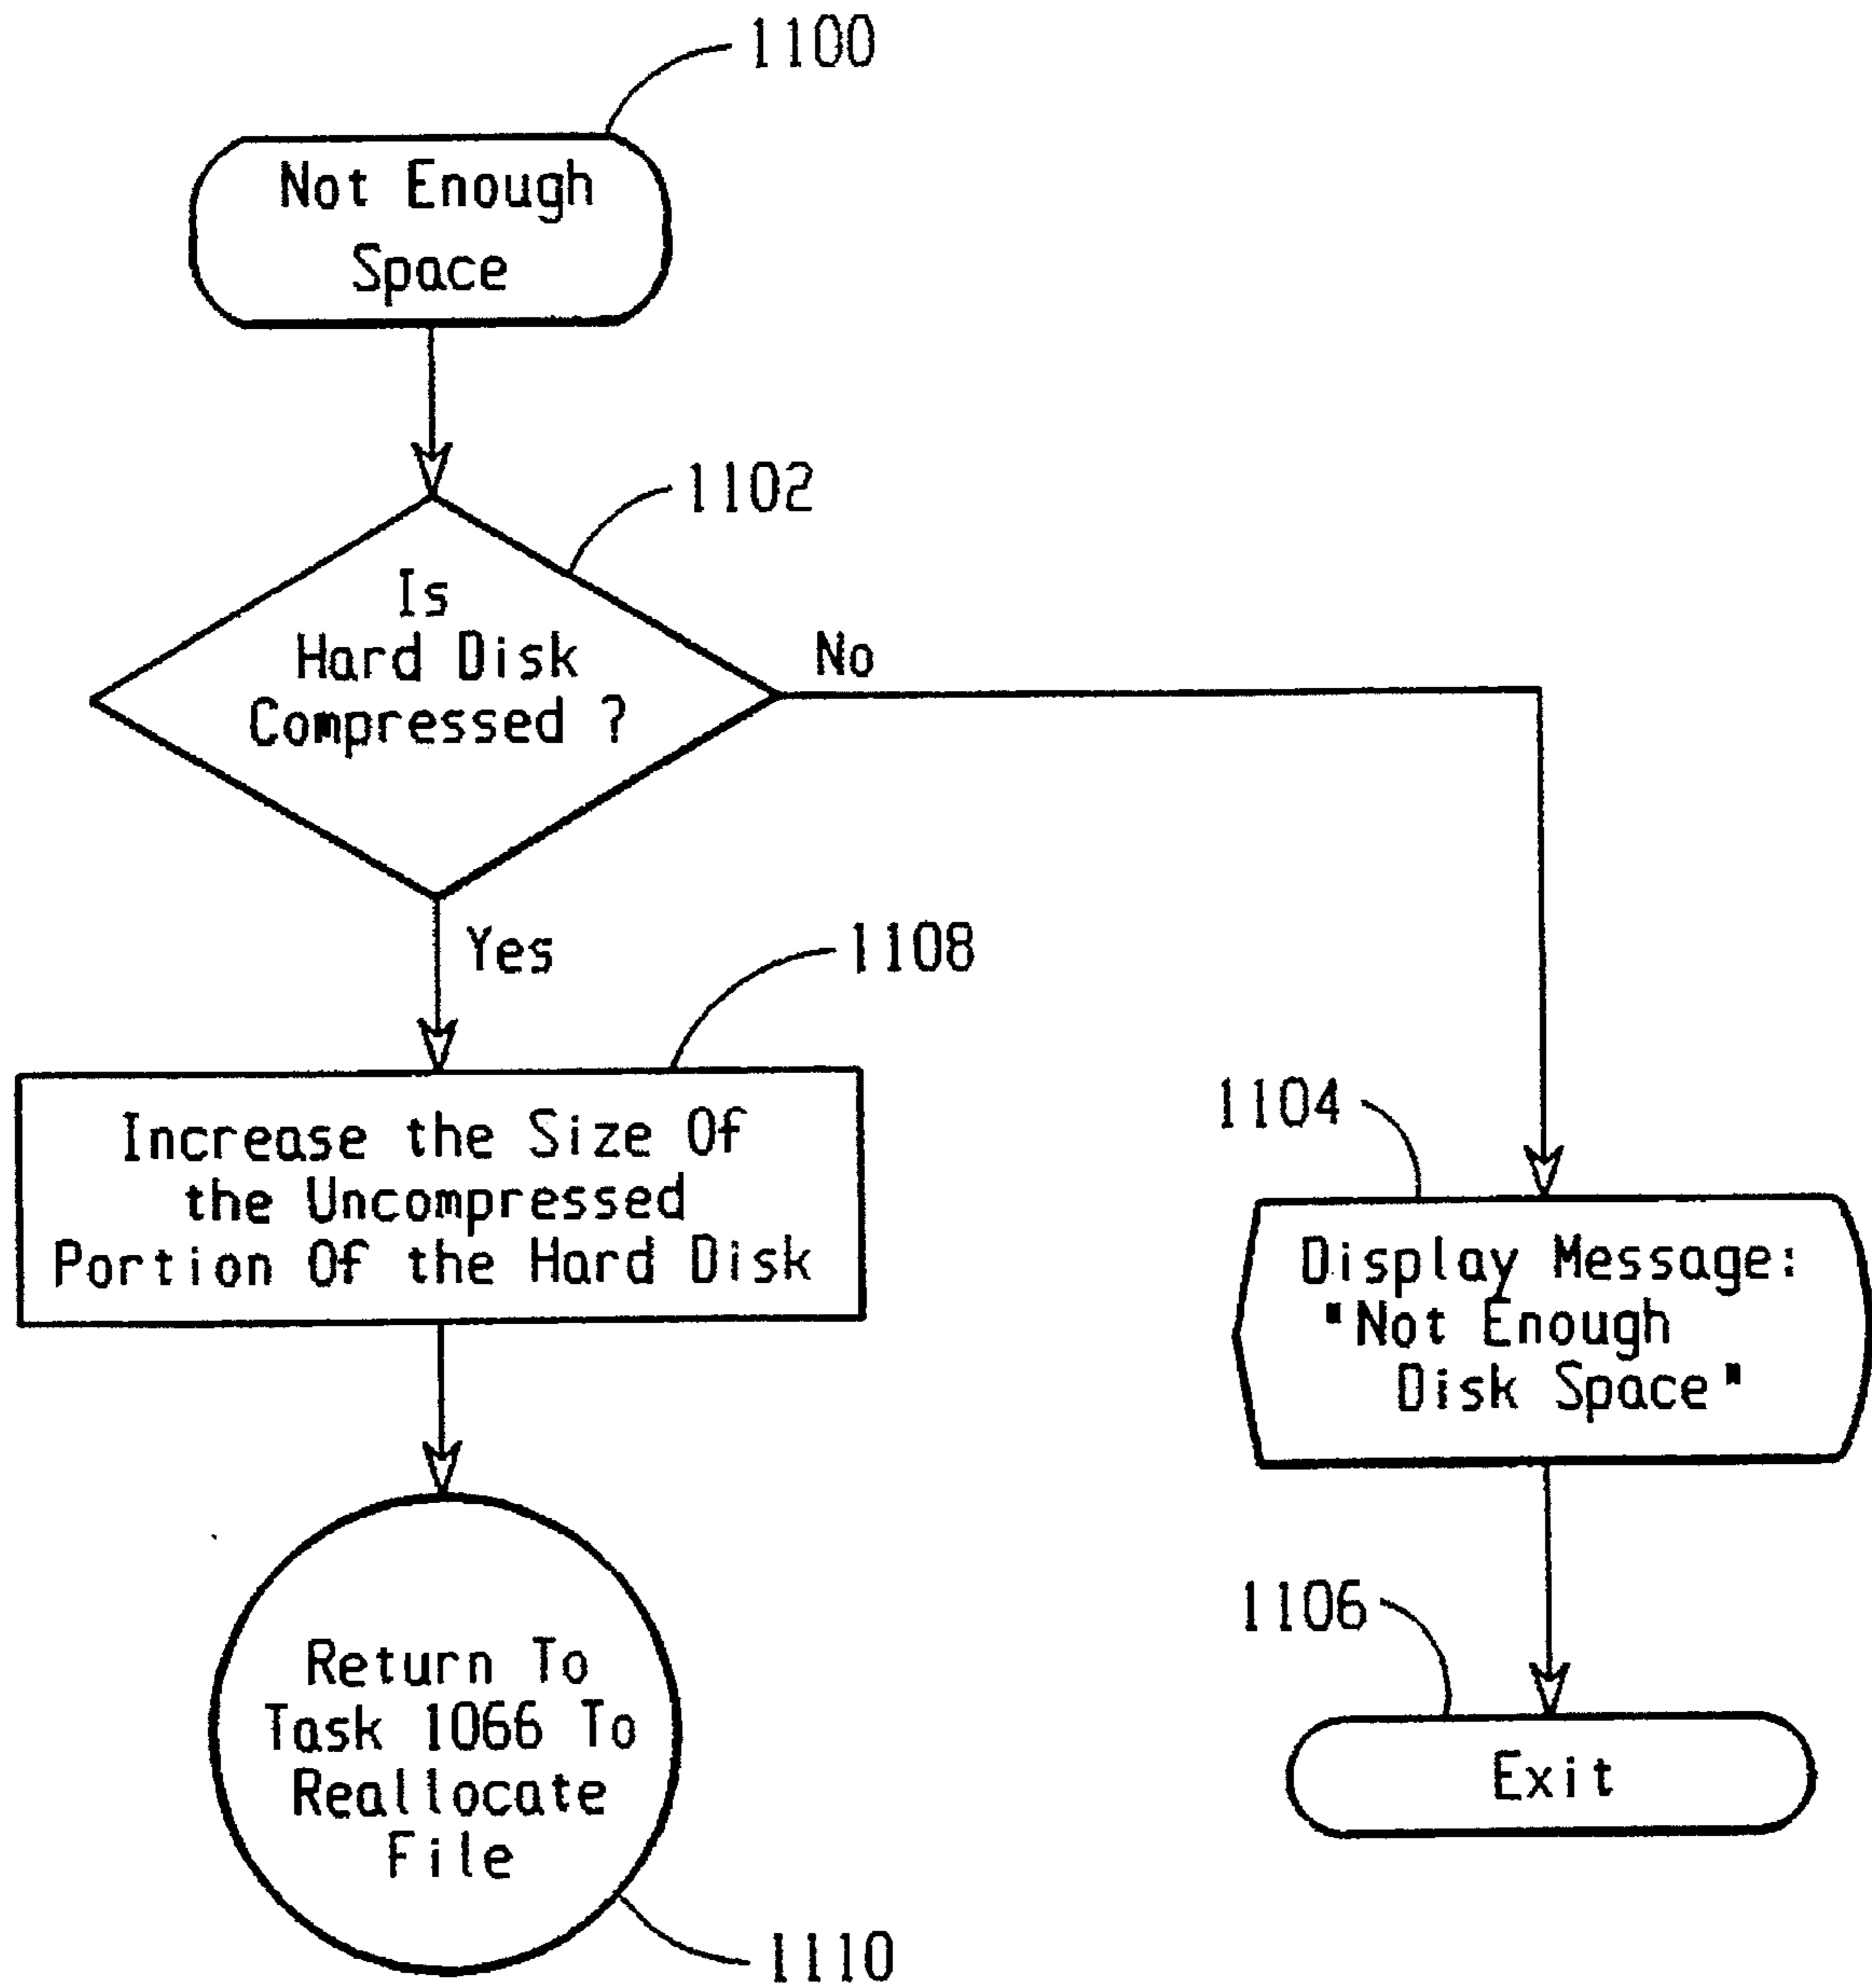 1100
Not Enough
Space
1102
Is
Hard Disk
Compressed ?
No
Yes
1108
Increase the Size Of
the Uncompressed
Portion Of the Hard Disk
1104
Display Message:
"Not Enough
Disk Space"
1106
Exit
Return To
Task 1066 To
Reallocate
File
1110